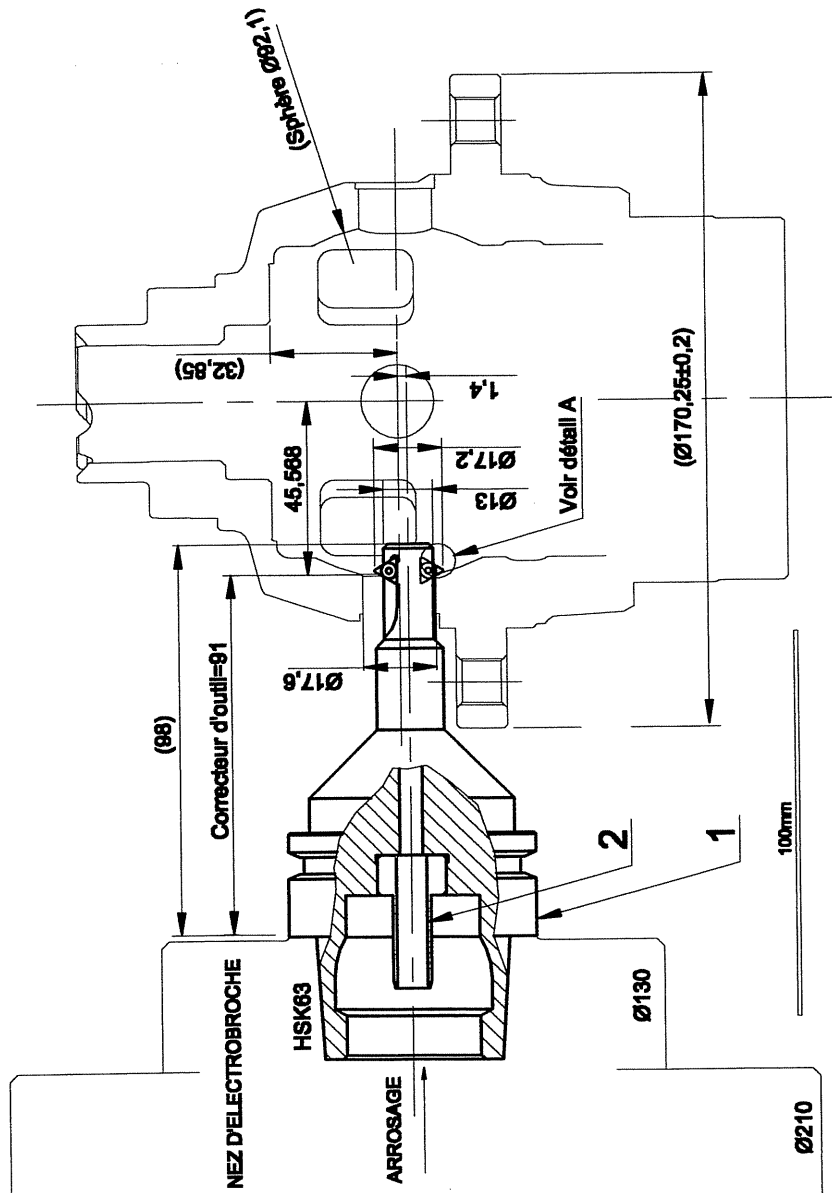 (Sphère Ø92,1)
(32,85)
1,4
45,568
Ø17,2
Ø13
Voir détail A
(Ø170,25±0,2)
(98)
Correcteur d'outil=91
Ø17,6
2
1
100mm
NEZ D'ELECTROBROCHE
HSK63
Ø130
ARROSAGE
Ø210